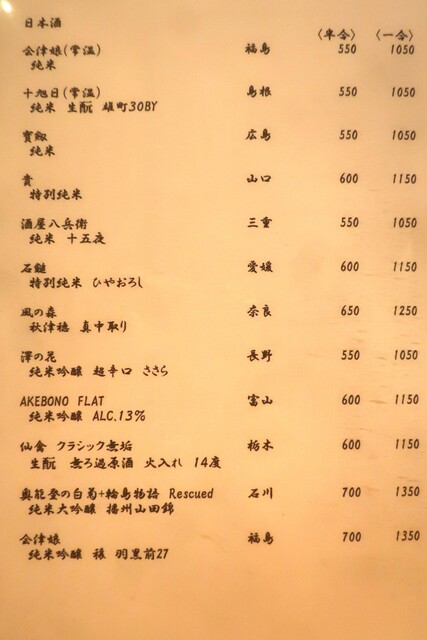 日本酒
〈半合〉 〈一合〉
会津娘(常温) 福島 550 1050
純米
十旭日(常温) 島根 550 1050
純米 生酛 雄町30BY
寳剱 広島 550 1050
純米
貴 山口 600 1150
特別純米
酒屋八兵衛 三重 550 1050
純米 十五夜
石鎚 愛媛 600 1150
特別純米 ひやおろし
風の森 奈良 650 1250
秋津穂 真中取り
澤の花 長野 550 1050
純米吟醸 超辛口 ささら
AKEBONO FLAT 富山 600 1150
純米吟醸 ALC.13%
仙禽 クラシック無垢 栃木 600 1150
生酛 無ろ過原酒 火入れ 14度
奥能登の白菊+輪島物語 Rescued 石川 700 1350
純米大吟醸 播州山田錦
会津娘 福島 700 1350
純米吟醸 穣 羽黒前27